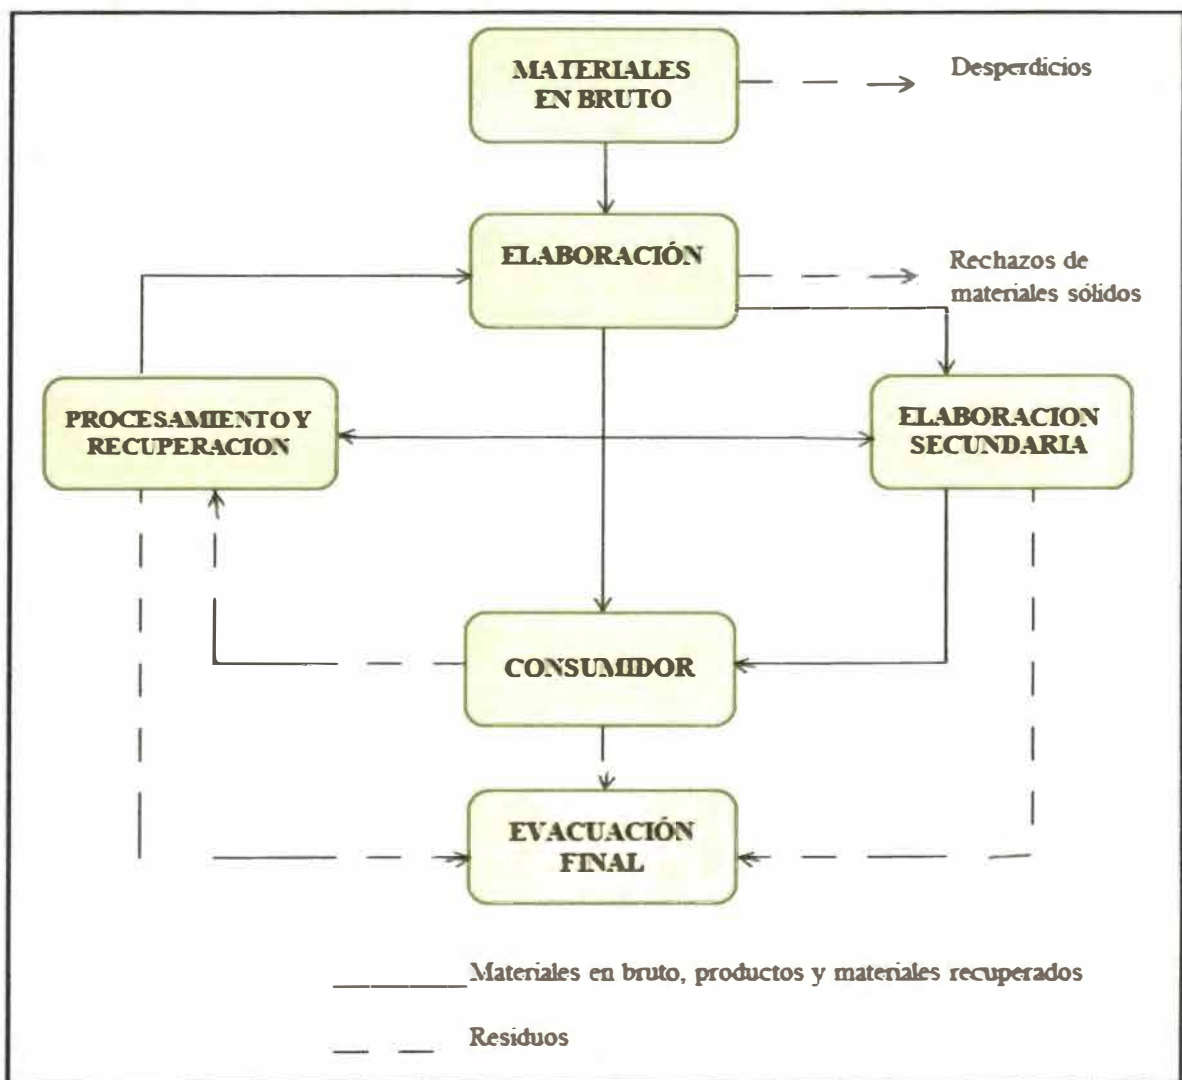 MATERIALES
EN BRUTO
Desperdicios
ELABORACIÓN
Rechazos de
materiales sólidos
PROCESAMIENTO Y
RECUPERACION
ELABORACION
SECUNDARIA
CONSUMIDOR
EVACUACIÓN
FINAL
Materiales en bruto, productos y materiales recuperados
Residuos